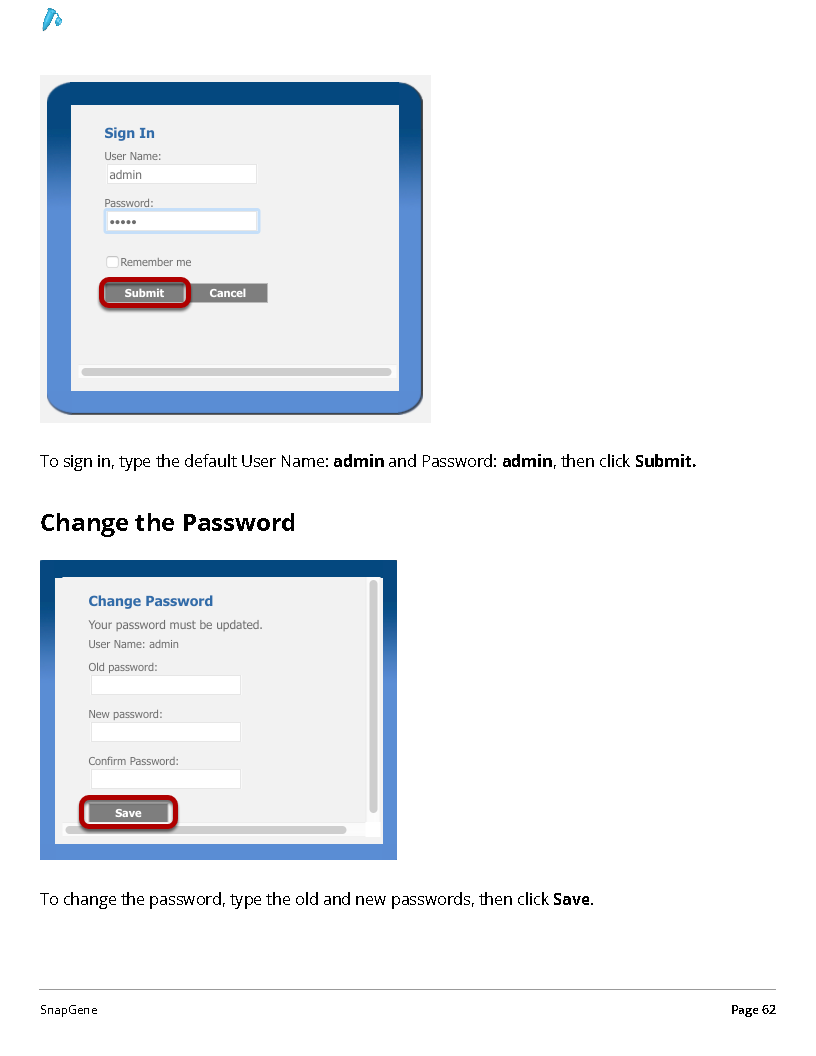 Sign In
User Name:
admin
Password:
•••••
Remember me
Submit Cancel
To sign in, type the default User Name: admin and Password: admin, then click Submit.
Change the Password
Change Password
Your password must be updated.
User Name: admin
Old password:
New password:
Confirm Password:
Save
To change the password, type the old and new passwords, then click Save.
SnapGene Page 62